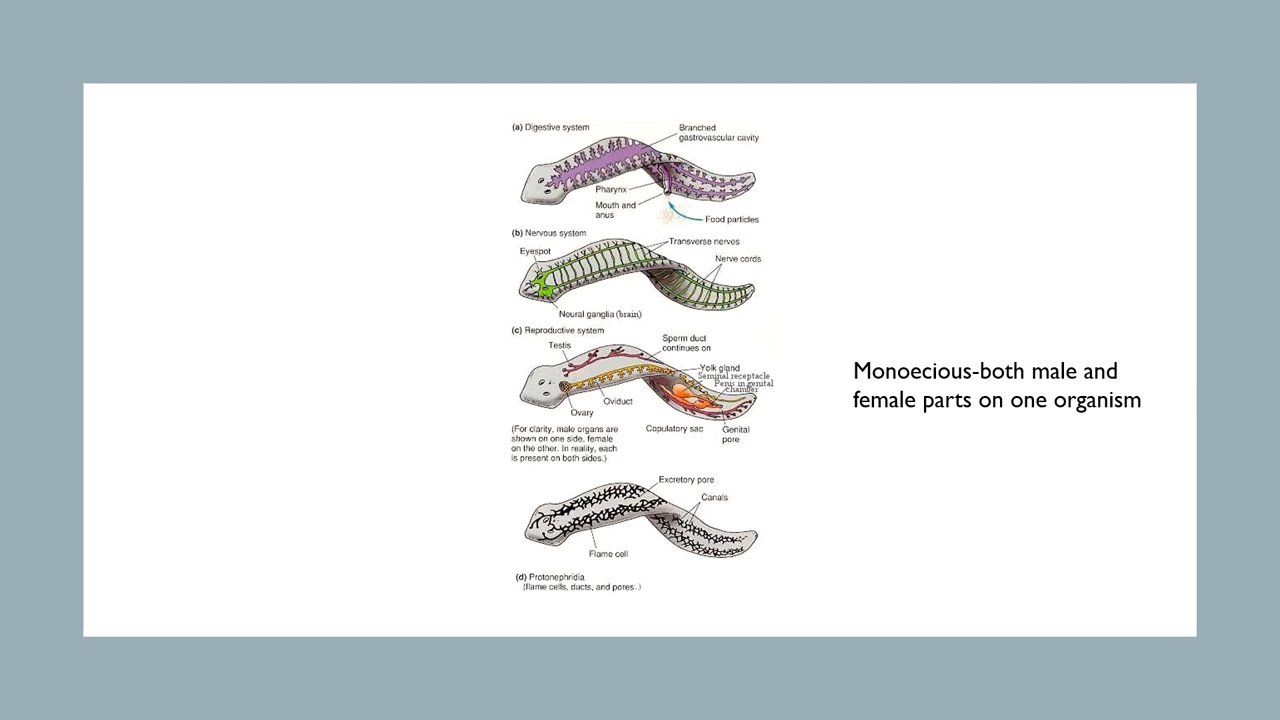 (a) Digestive system
Branched
gastrovascular cavity
Pharynx
Mouth and
anus
Food particles
(b) Nervous system
Transverse nerves
Eyespot
Nerve cords
Neural ganglia (brain)
(c) Reproductive system
Testis
Sperm duct
continues on
Yolk gland
Seminal receptacle
Penis in genital
chamber
Oviduct
Ovary
(For clarity, male organs are
shown on one side, female
on the other. In reality, each
is present on both sides.)
Copulatory sac
Genital
pore
Monoecious-both male and
female parts on one organism
Excretory pore
Canals
Flame cell
(d) Protonephridia
(flame cells, ducts, and pores.)